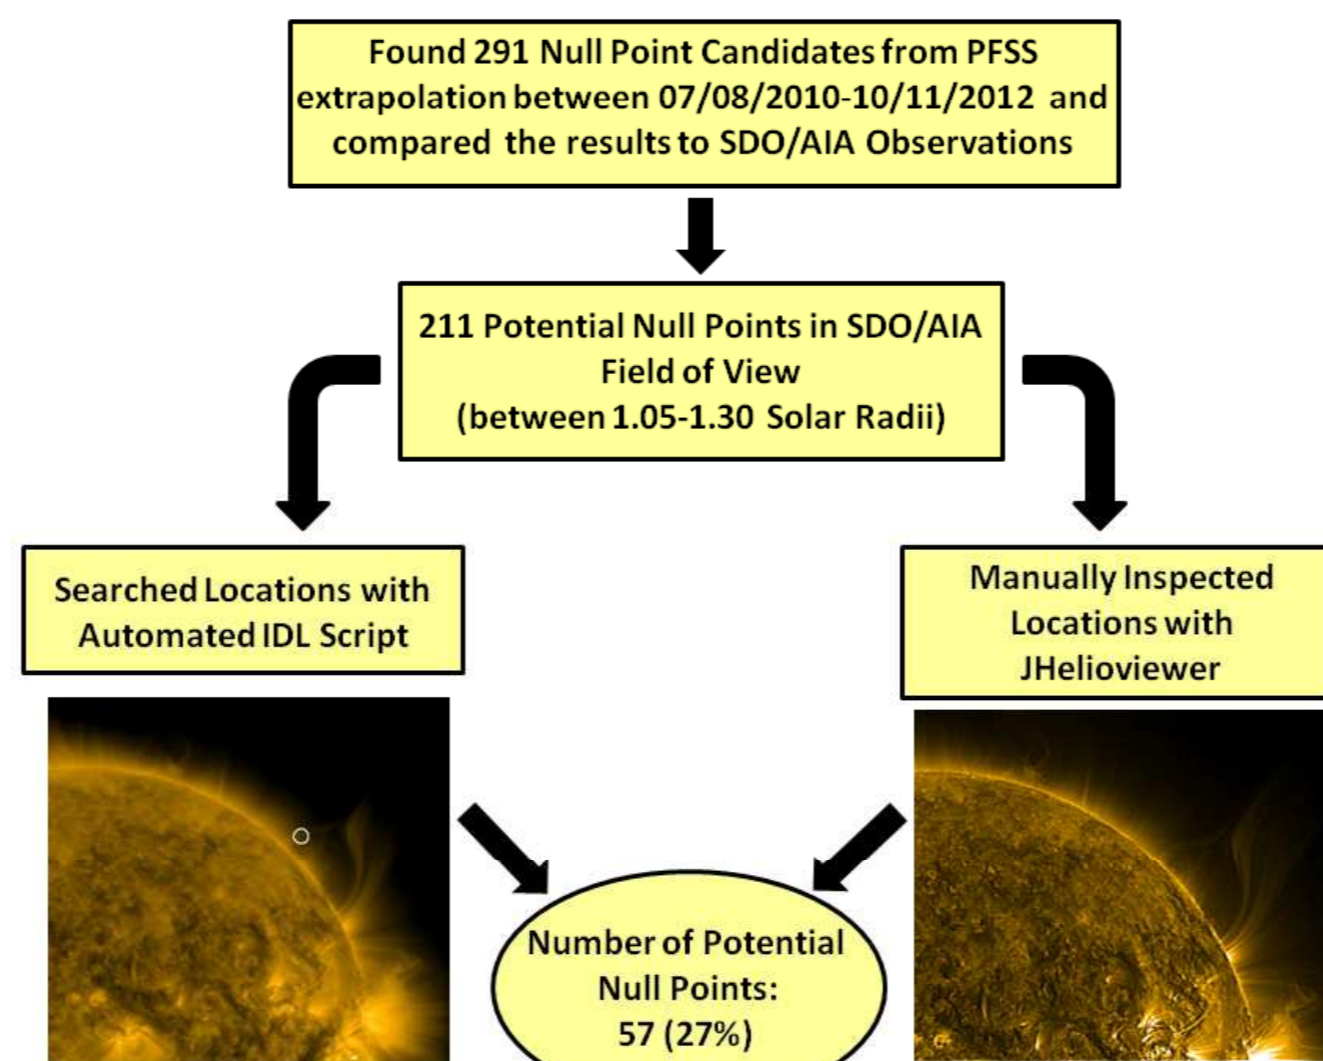 Found 291 Null Point Candidates from PFSS
extrapolation between 07/08/2010-10/11/2012 and
compared the results to SDO/AIA Observations
211 Potential Null Points in SDO/AIA
Field of View
(between 1.05-1.30 Solar Radii)
Searched Locations with
Automated IDL Script
Manually Inspected
Locations with
JHelioviewer
Number of Potential
Null Points:
57 (27%)